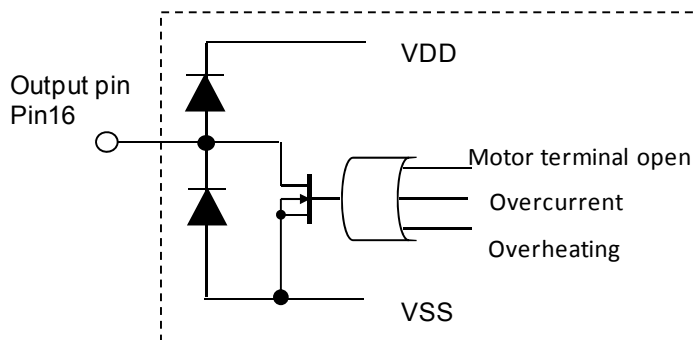 VDD
Output pin
Pin16
Motor terminal open
Overcurrent
Overheating
VSS